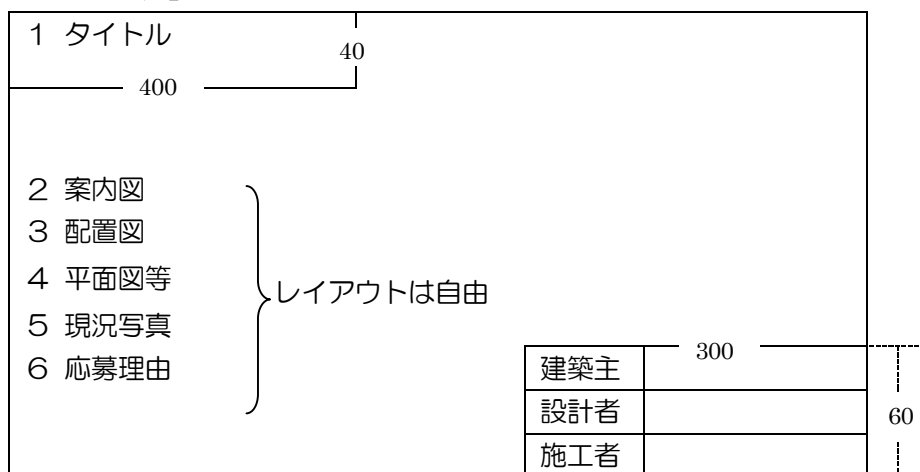 1 タイトル
40
400
2 案内図
3 配置図
4 平面図等
レイアウトは自由
5 現況写真
6 応募理由
300
建築主
設計者
60
施工者